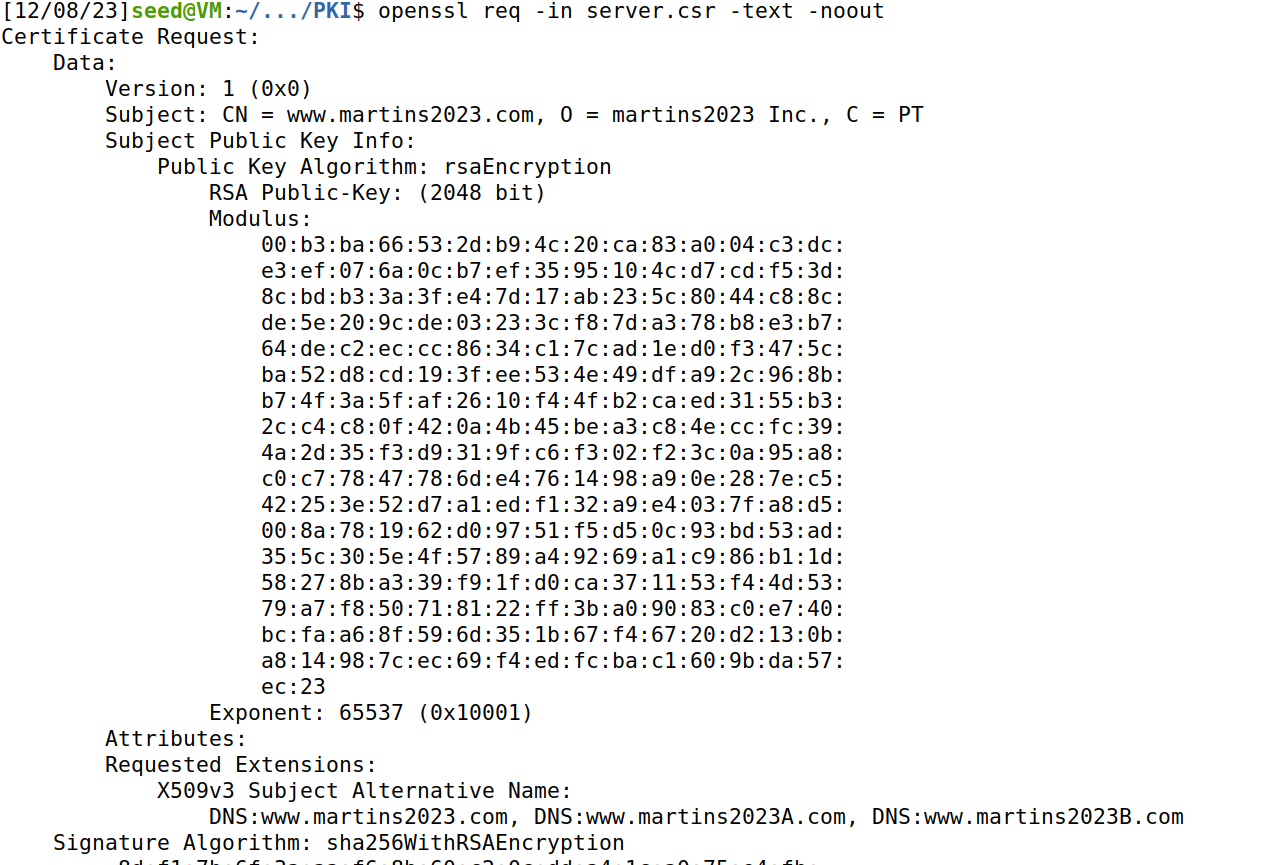 [12/08/23]seed@VM:~/.../PKI$ openssl req -in server.csr -text -noout
Certificate Request:
    Data:
        Version: 1 (0x0)
        Subject: CN = www.martins2023.com, O = martins2023 Inc., C = PT
        Subject Public Key Info:
            Public Key Algorithm: rsaEncryption
                RSA Public-Key: (2048 bit)
                Modulus:
                    00:b3:ba:66:53:2d:b9:4c:20:ca:83:a0:04:c3:dc:
                    e3:ef:07:6a:0c:b7:ef:35:95:10:4c:d7:cd:f5:3d:
                    8c:bd:b3:3a:3f:e4:7d:17:ab:23:5c:80:44:c8:8c:
                    de:5e:20:9c:de:03:23:3c:f8:7d:a3:78:b8:e3:b7:
                    64:de:c2:ec:cc:86:34:c1:7c:ad:1e:d0:f3:47:5c:
                    ba:52:d8:cd:19:3f:ee:53:4e:49:df:a9:2c:96:8b:
                    b7:4f:3a:5f:af:26:10:f4:4f:b2:ca:ed:31:55:b3:
                    2c:c4:c8:0f:42:0a:4b:45:be:a3:c8:4e:cc:fc:39:
                    4a:2d:35:f3:d9:31:9f:c6:f3:02:f2:3c:0a:95:a8:
                    c0:c7:78:47:78:6d:e4:76:14:98:a9:0e:28:7e:c5:
                    42:25:3e:52:d7:a1:ed:f1:32:a9:e4:03:7f:a8:d5:
                    00:8a:78:19:62:d0:97:51:f5:d5:0c:93:bd:53:ad:
                    35:5c:30:5e:4f:57:89:a4:92:69:a1:c9:86:b1:1d:
                    58:27:8b:a3:39:f9:1f:d0:ca:37:11:53:f4:4d:53:
                    79:a7:f8:50:71:81:22:ff:3b:a0:90:83:c0:e7:40:
                    bc:fa:a6:8f:59:6d:35:1b:67:f4:67:20:d2:13:0b:
                    a8:14:98:7c:ec:69:f4:ed:fc:ba:c1:60:9b:da:57:
                    ec:23
                Exponent: 65537 (0x10001)
        Attributes:
        Requested Extensions:
            X509v3 Subject Alternative Name:
                DNS:www.martins2023.com, DNS:www.martins2023A.com, DNS:www.martins2023B.com
    Signature Algorithm: sha256WithRSAEncryption